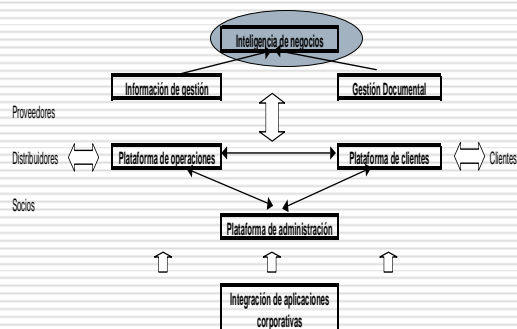 Inteligencia de negocios
Información de gestión
Gestión Documental
Proveedores
Distribuidores
Plataforma de operaciones
Plataforma de clientes
Clientes
Socios
Plataforma de administración
Integración de aplicaciones
corporativas